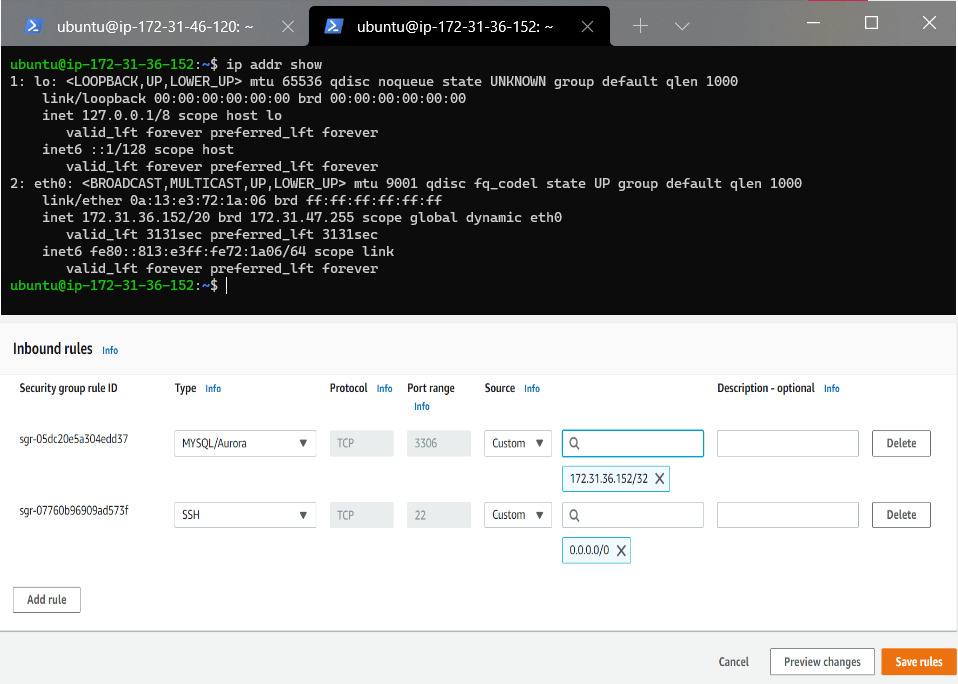 ubuntu@ip-172-31-46-120: ~
ubuntu@ip-172-31-36-152: ~
ubuntu@ip-172-31-36-152:~$ ip addr show
1: lo: <LOOPBACK,UP,LOWER_UP> mtu 65536 qdisc noqueue state UNKNOWN group default qlen 1000
    link/loopback 00:00:00:00:00:00 brd 00:00:00:00:00:00
    inet 127.0.0.1/8 scope host lo
       valid_lft forever preferred_lft forever
    inet6 ::1/128 scope host
       valid_lft forever preferred_lft forever
2: eth0: <BROADCAST,MULTICAST,UP,LOWER_UP> mtu 9001 qdisc fq_codel state UP group default qlen 1000
    link/ether 0a:13:e3:72:1a:06 brd ff:ff:ff:ff:ff:ff
    inet 172.31.36.152/20 brd 172.31.47.255 scope global dynamic eth0
       valid_lft 3131sec preferred_lft 3131sec
    inet6 fe80::813:e3ff:fe72:1a06/64 scope link
       valid_lft forever preferred_lft forever
ubuntu@ip-172-31-36-152:~$
Inbound rules Info
Security group rule ID Type Info Protocol Info Port range Info Source Info Description - optional Info
sgr-05dc20e5a304edd37 MYSQL/Aurora TCP 3306 Custom Delete
172.31.36.152/32
sgr-07760b96909ad573f SSH TCP 22 Custom Delete
0.0.0.0/0
Add rule
Cancel Preview changes Save rules